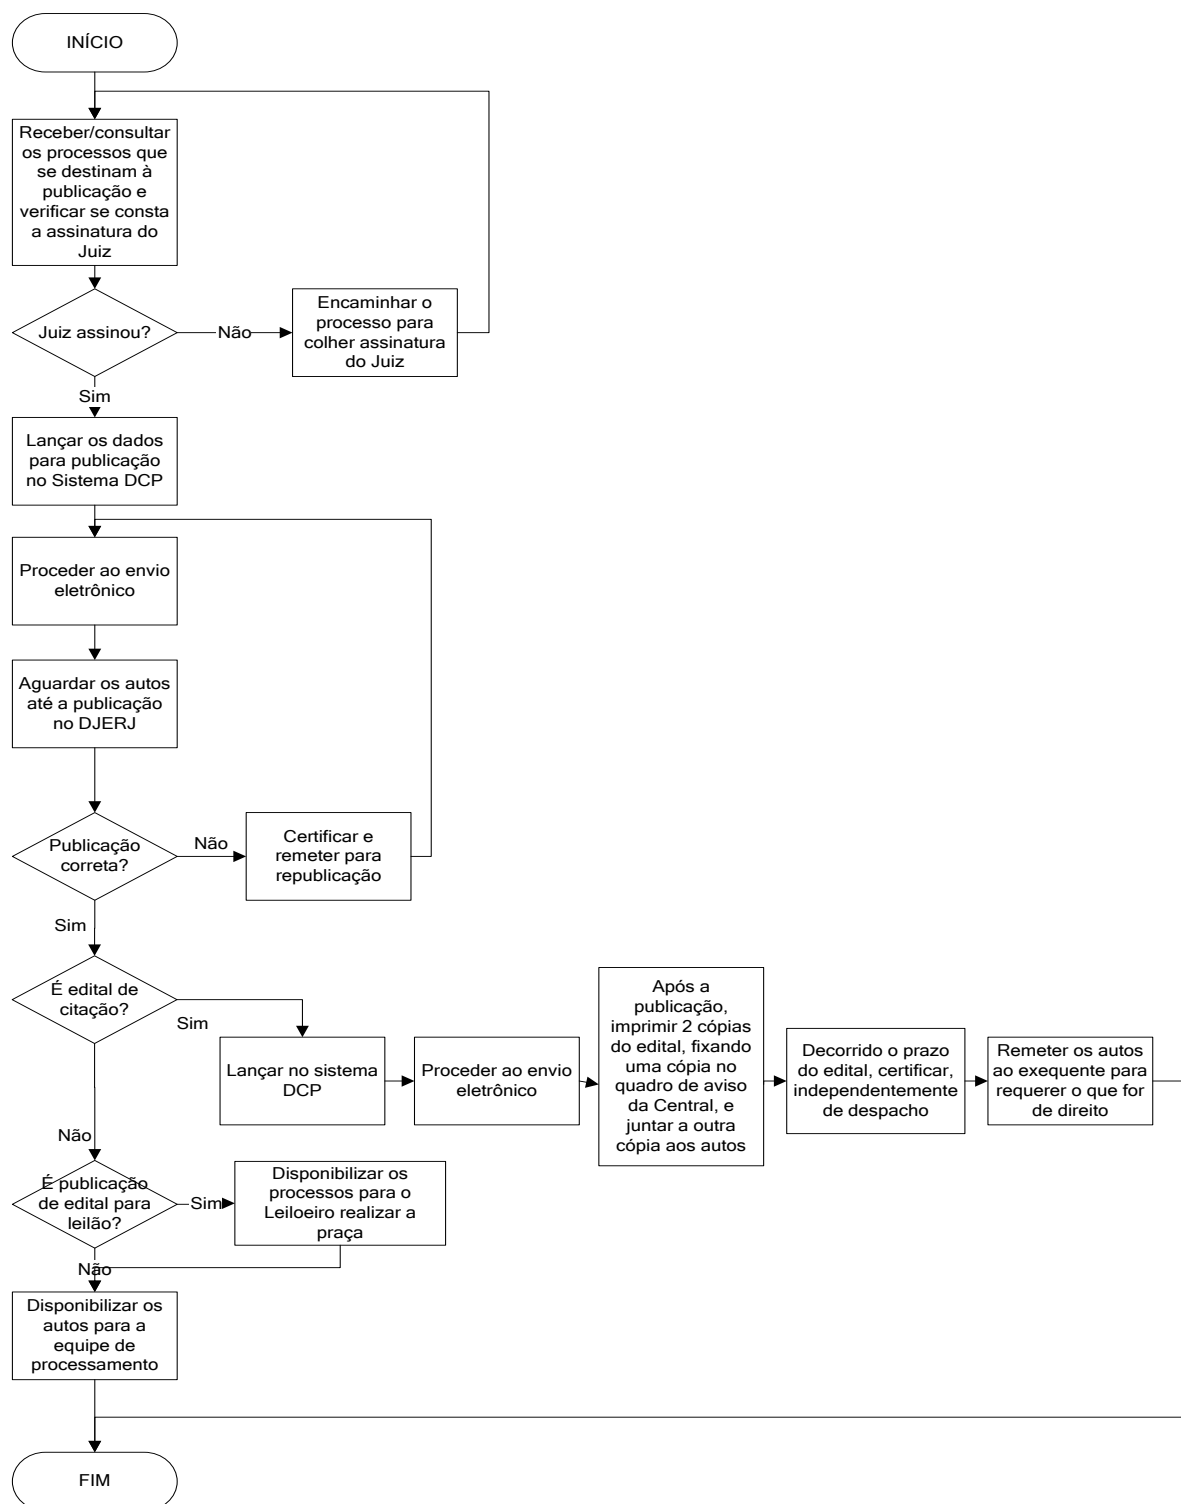 INÍCIO
Receber/consultar
os processos que
se destinam à
publicação e
verificar se consta
a assinatura do
Juiz
Juiz assinou?
Não
Encaminhar o
processo para
colher assinatura
do Juiz
Sim
Lançar os dados
para publicação
no Sistema DCP
Proceder ao envio
eletrônico
Aguardar os autos
até a publicação
no DJERJ
Publicação
correta?
Não
Certificar e
remeter para
republicação
Sim
É edital de
citação?
Sim
Lançar no sistema
DCP
Proceder ao envio
eletrônico
Após a
publicação,
imprimir 2 cópias
do edital, fixando
uma cópia no
quadro de aviso
da Central, e
juntar a outra
cópia aos autos
Decorrido o prazo
do edital, certificar,
independentemente
de despacho
Remeter os autos
ao exequente para
requerer o que for
de direito
Não
É publicação
de edital para
leilão?
Sim
Disponibilizar os
processos para o
Leiloeiro realizar a
praça
Não
Disponibilizar os
autos para a
equipe de
processamento
FIM